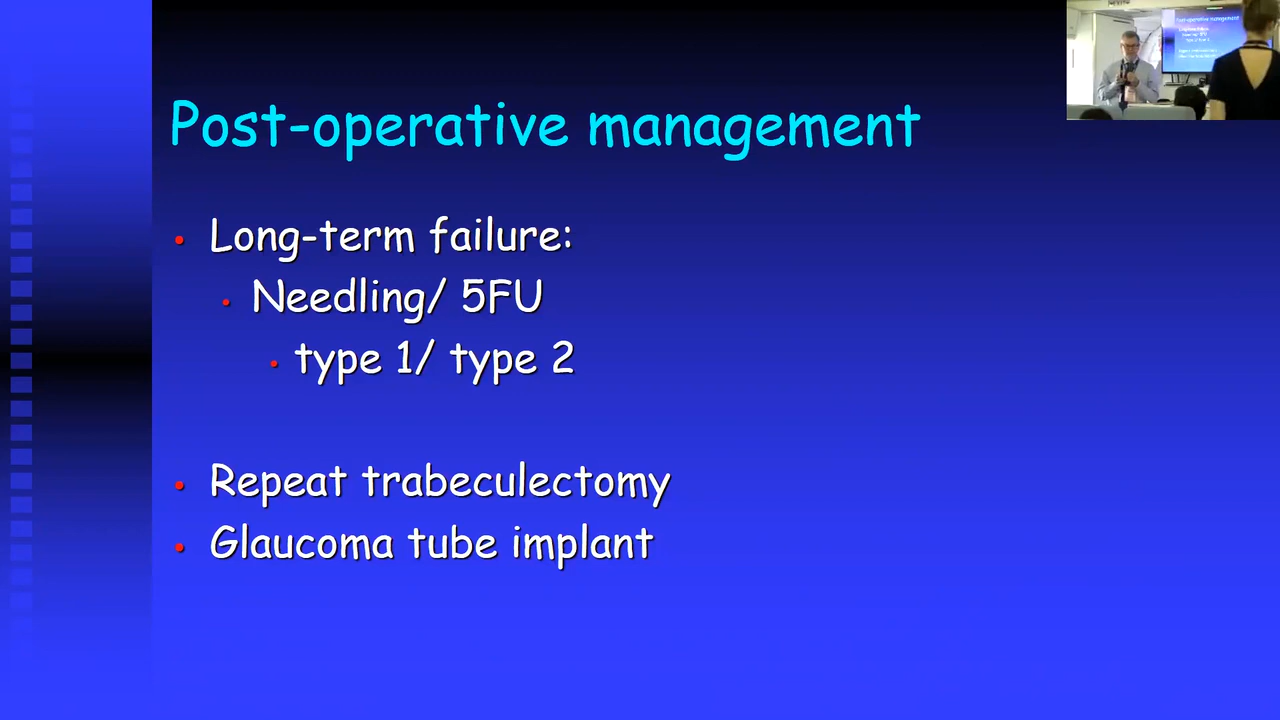 Post-operative management
Long-term failure:
Needling/ 5FU
type 1/ type 2
Repeat trabeculectomy
Glaucoma tube implant